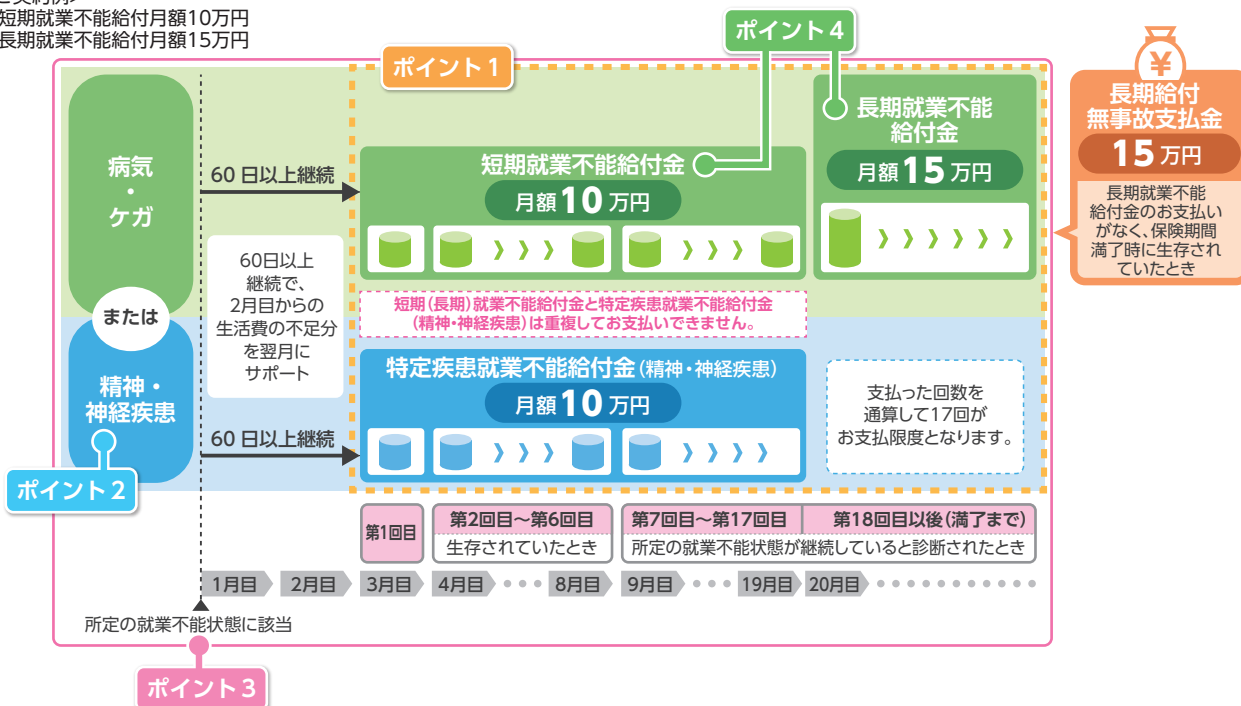 短期就業不能給付月額10万円
長期就業不能給付月額15万円
ポイント1
ポイント4
病気
・
ケガ
または
精神・
神経疾患
ポイント2
60日以上継続
60日以上
継続で、
2月目からの
生活費の不足分
を翌月に
サポート
60日以上継続
短期就業不能給付金
月額10万円
長期就業不能
給付金
月額15万円
短期(長期)就業不能給付金と特定疾患就業不能給付金
(精神・神経疾患)は重複してお支払いできません。
特定疾患就業不能給付金(精神・神経疾患)
月額10万円
支払った回数を
通算して17回が
お支払限度となります。
¥
長期給付
無事故支払金
15万円
長期就業不能
給付金のお支払い
がなく、保険期間
満了時に生存され
ていたとき
第1回目
第2回目～第6回目
生存されていたとき
第7回目～第17回目
第18回目以後(満了まで)
所定の就業不能状態が継続していると診断されたとき
1月目
2月目
3月目
4月目
8月目
9月目
19月目
20月目
所定の就業不能状態に該当
ポイント3